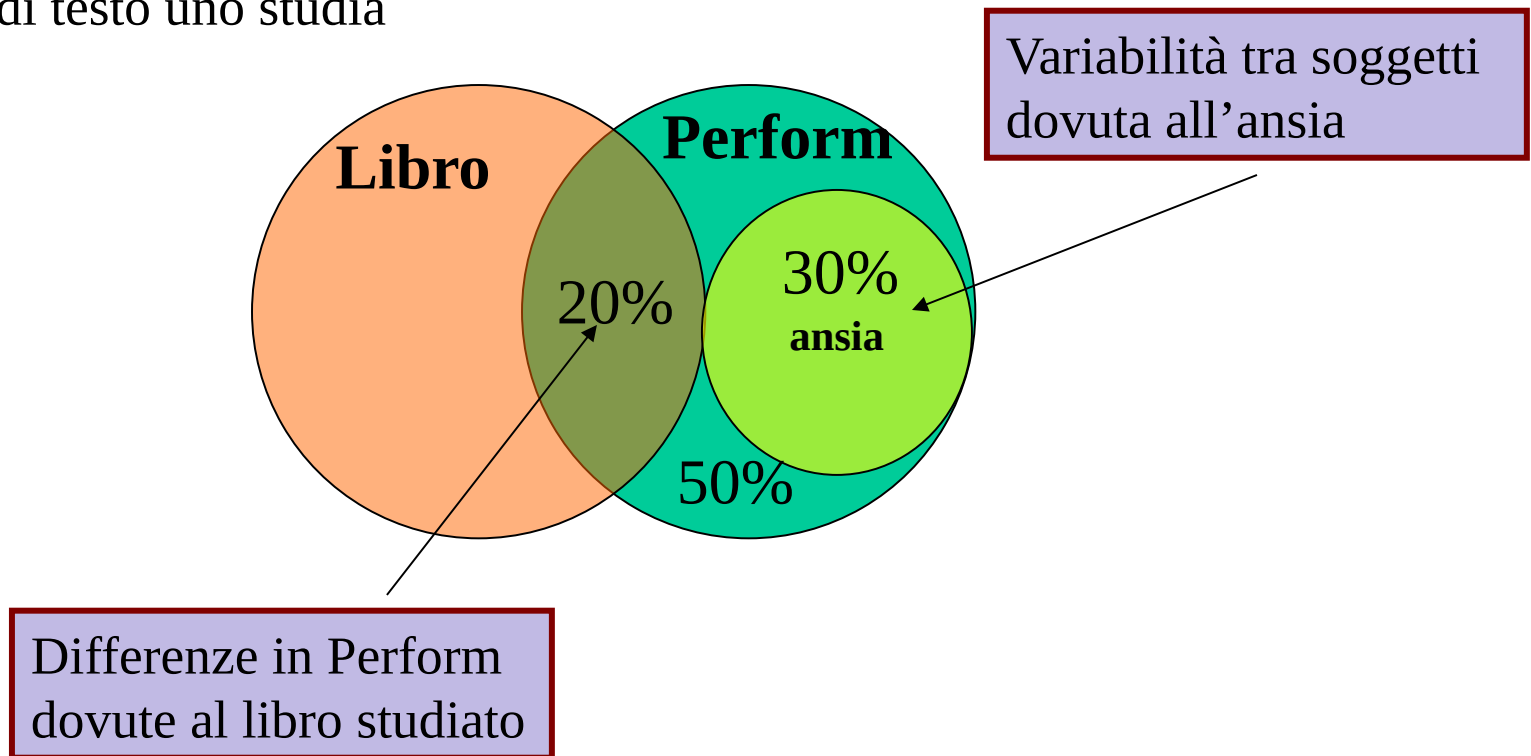 di testo uno studia
Variabilità tra soggetti
dovuta all’ansia
Libro
Perform
20%
30%
ansia
50%
Differenze in Perform
dovute al libro studiato